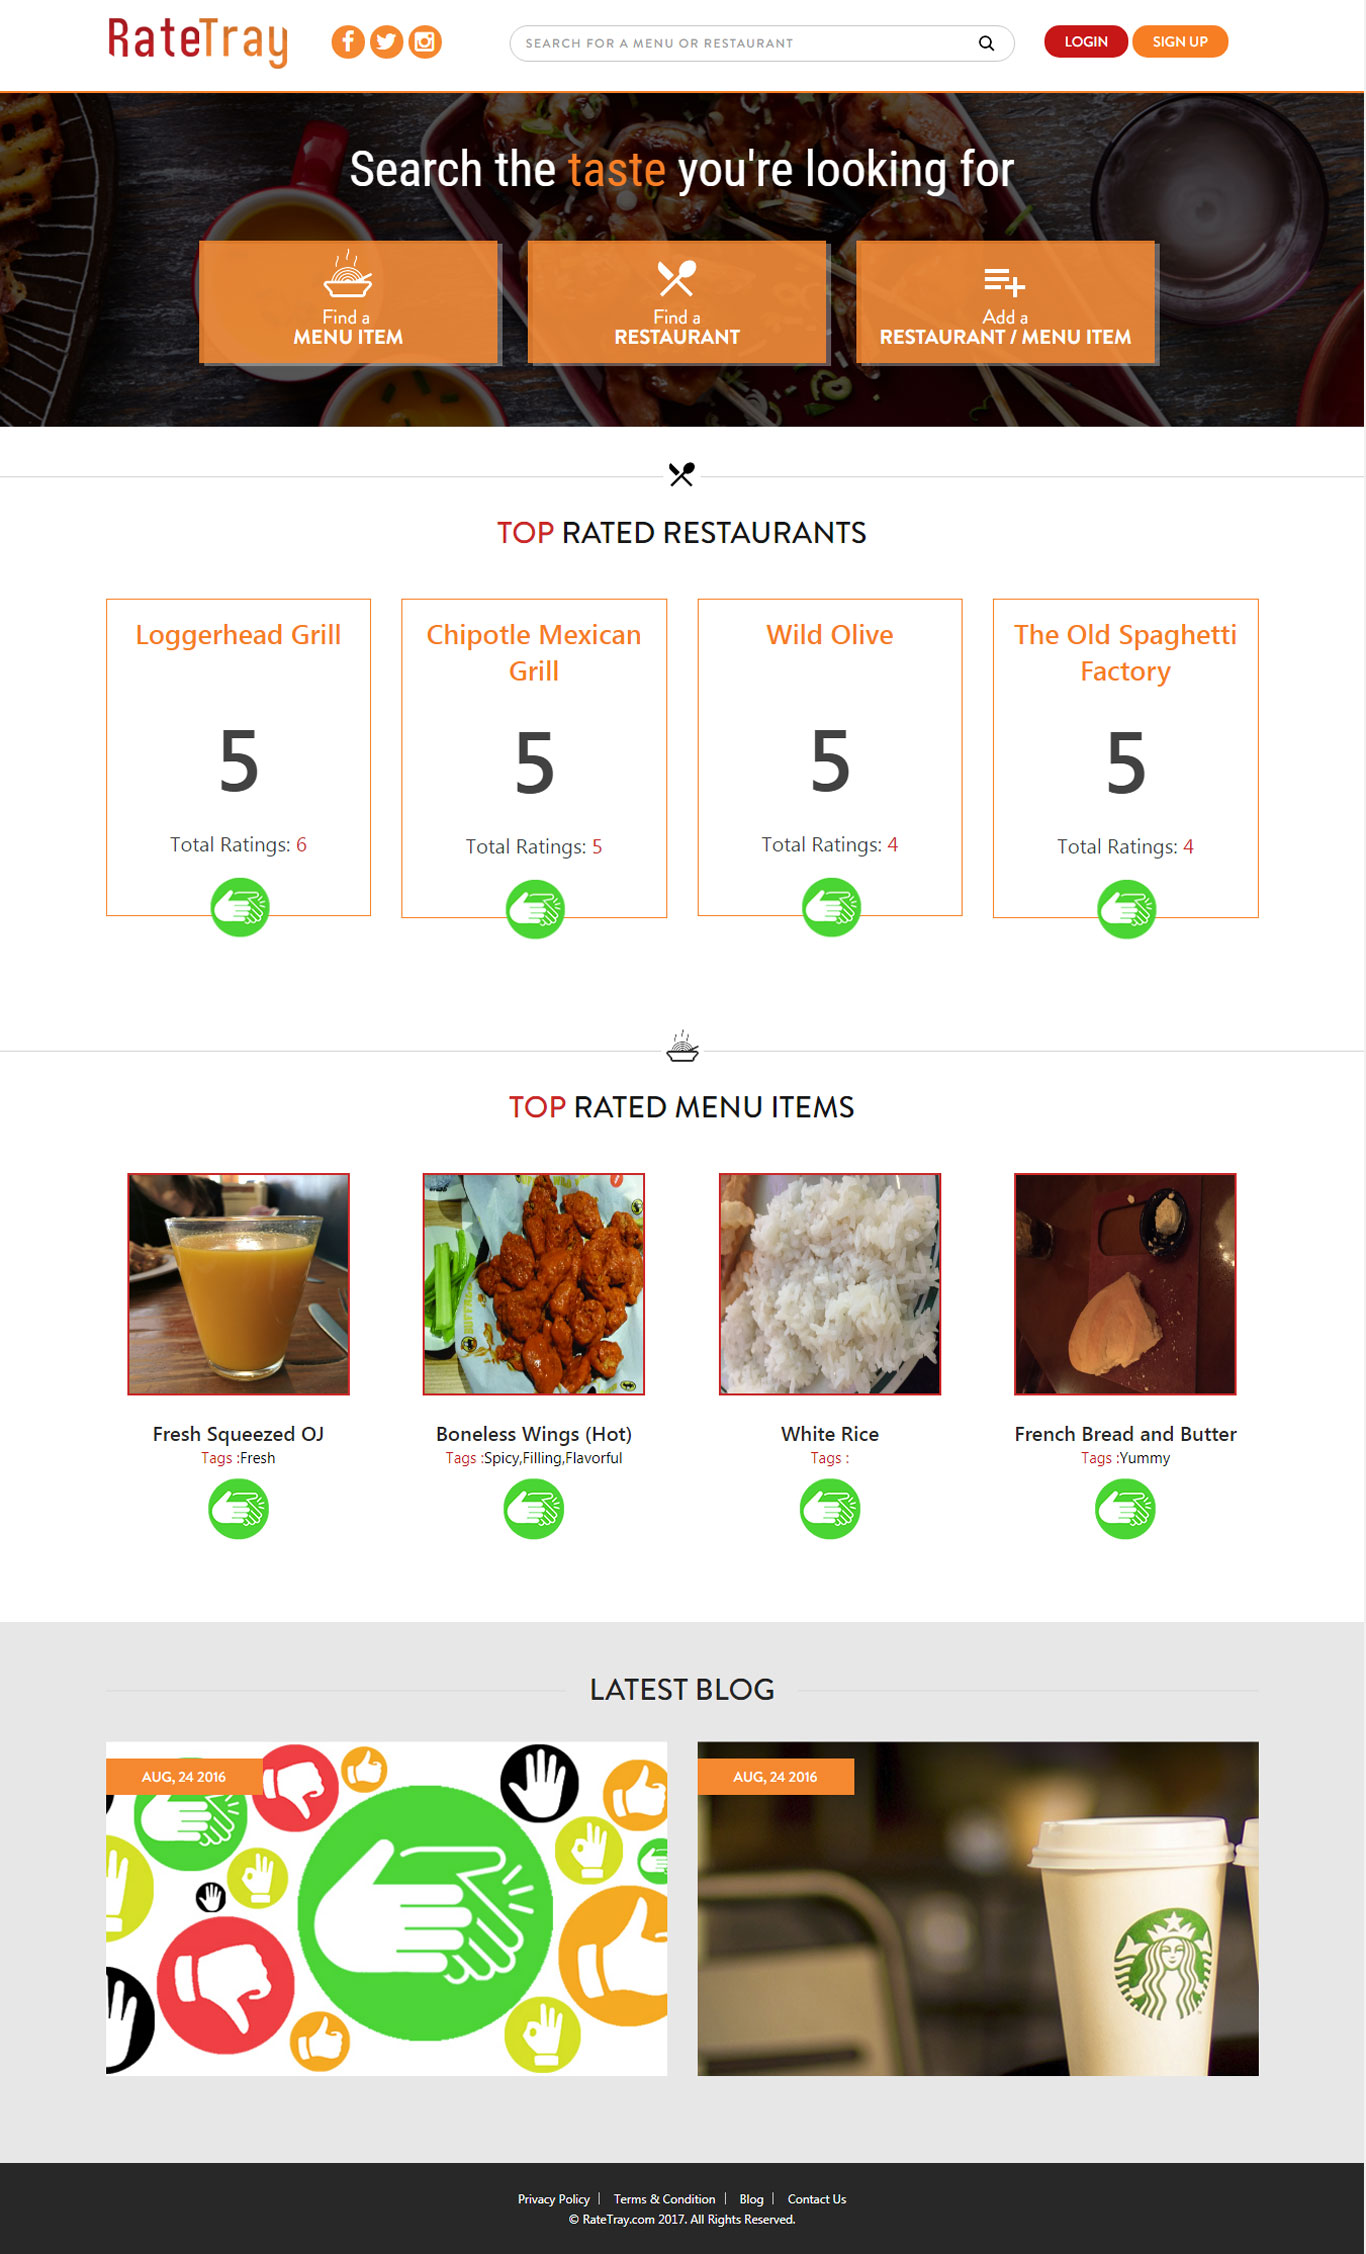 RateTray
SEARCH FOR A MENU OR RESTAURANT
LOGIN
SIGN UP
Search the taste you're looking for
Find a
MENU ITEM
Find a
RESTAURANT
Add a
RESTAURANT / MENU ITEM
TOP RATED RESTAURANTS
Loggerhead Grill
5
Total Ratings: 6
Chipotle Mexican
Grill
5
Total Ratings: 5
Wild Olive
5
Total Ratings: 4
The Old Spaghetti
Factory
5
Total Ratings: 4
TOP RATED MENU ITEMS
Fresh Squeezed OJ
Tags :Fresh
Boneless Wings (Hot)
Tags :Spicy,Filling,Flavorful
White Rice
Tags :
French Bread and Butter
Tags :Yummy
LATEST BLOG
AUG, 24 2016
AUG, 24 2016
Privacy Policy | Terms & Condition | Blog | Contact Us
© RateTray.com 2017. All Rights Reserved.